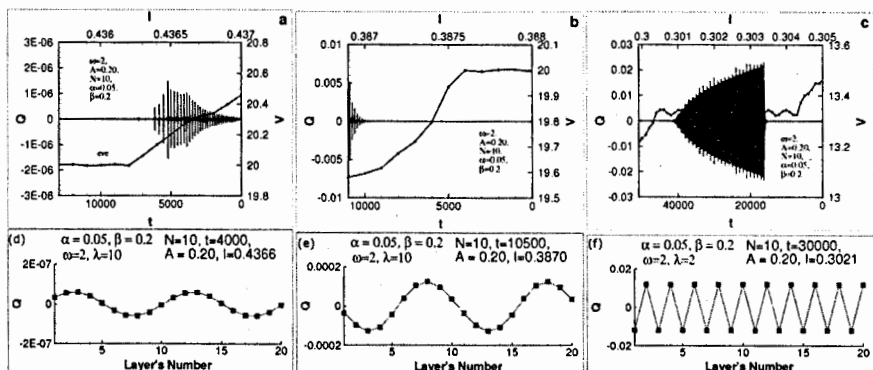 I
0.436 0.4365 0.437
a
3E-06
2E-06
1E-06
0
-1E-06
-2E-06
-3E-06
Q
ω=2,
A=0.20.
N=10,
α=0.05.
β=0.2
eve
20.8
20.6
20.4
20.2
20
19.8
V
10000 5000 0
t
I
0.387 0.3875 0.388
b
0.01
0.005
0
-0.005
-0.01
Q
ω=2,
A=0.20.
N=10.
α=0.05,
β=0.2
20.1
20
19.9
19.8
19.7
19.6
19.5
V
10000 5000 0
t
I
0.3 0.301 0.302 0.303 0.304 0.305
c
0.03
0.02
0.01
0
-0.01
-0.02
-0.03
Q
ω=2,
A=0.20,
N=10,
α=0.05,
β=0.2
13.6
13.4
13.2
13
V
50000 40000 20000 0
t
(d) α = 0.05, β = 0.2 N=10, t=4000,
ω=2, λ=10 A = 0.20, I=0.4366
2E-07
0
-2E-07
Q
5 10 15 20
Layer's Number
(e) α = 0.05, β = 0.2 N=10, t=10500,
ω=2, λ=10 A = 0.20, I=0.3870
0.0002
0
-0.0002
Q
5 10 15 20
Layer's Number
(f) α = 0.05, β = 0.2 N=10, t=30000,
ω=2, λ=2 A = 0.20, I=0.3021
0.02
0.01
0
-0.01
-0.02
Q
5 10 15 20
Layer's Number